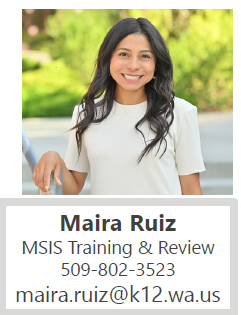 Maira Ruiz
MSIS Training & Review
509-802-3523
maira.ruiz@k12.wa.us